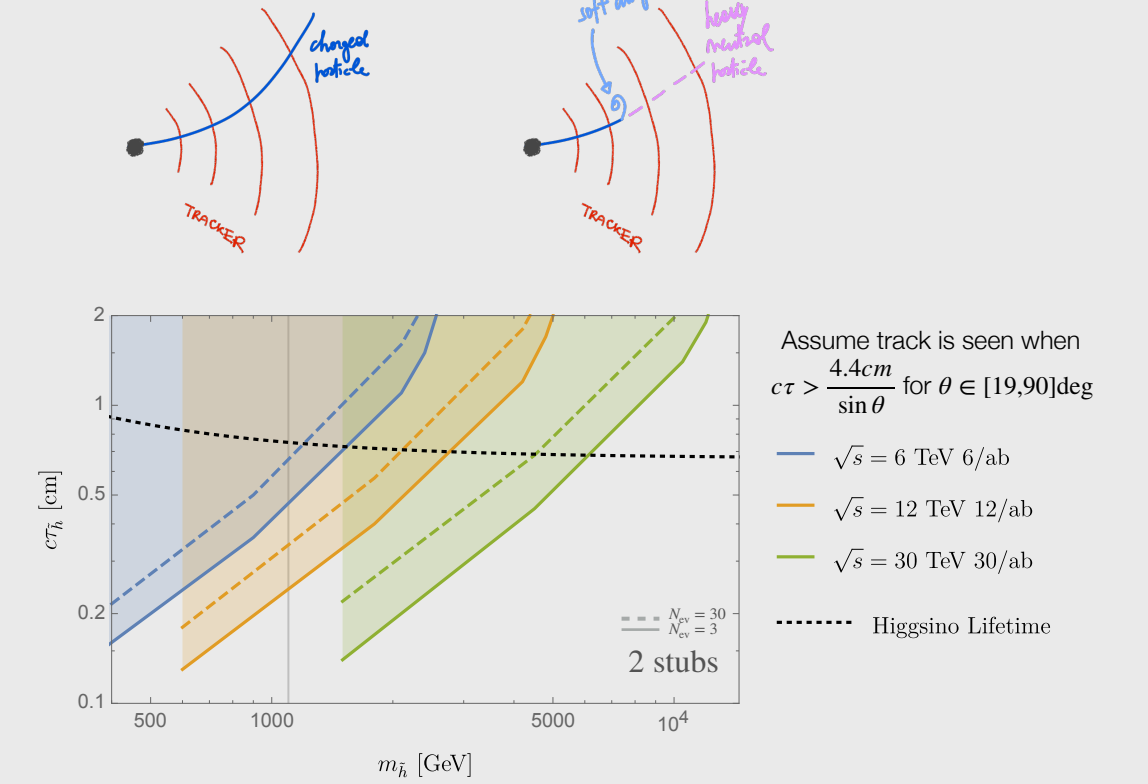 charged
particle
soft
heavy
neutral
particle
TRACKER
TRACKER
2
1
0.5
0.2
0.1
cτ_h̃ [cm]
500
1000
5000
10⁴
m_h̃ [GeV]
N_ev = 30
N_ev = 3
2 stubs
Assume track is seen when
cτ > 4.4cm / sin θ for θ ∈ [19,90]deg
√s = 6 TeV 6/ab
√s = 12 TeV 12/ab
√s = 30 TeV 30/ab
Higgsino Lifetime